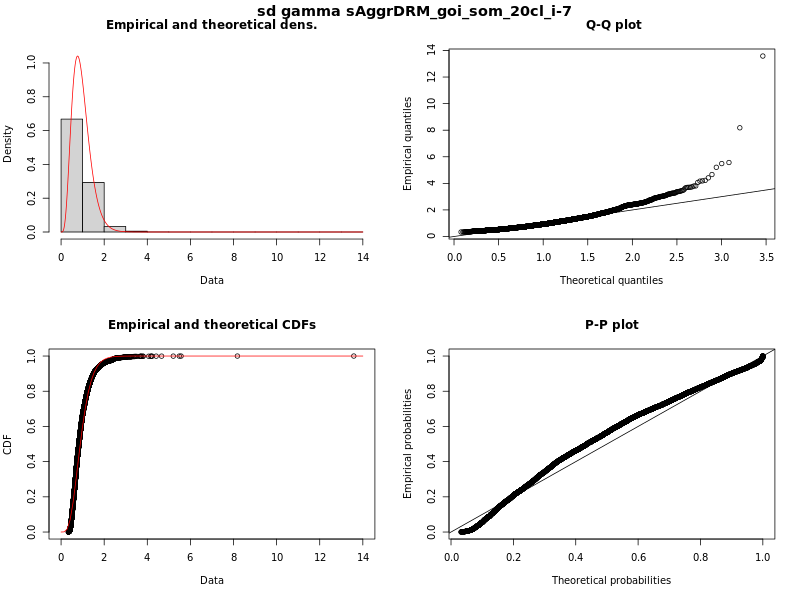 sd gamma sAggrDRM_goi_som_20cl_i-7
Empirical and theoretical dens.
Density
0.0 0.2 0.4 0.6 0.8 1.0
0 2 4 6 8 10 12 14
Data
Q-Q plot
Empirical quantiles
0 2 4 6 8 10 12 14
0.0 0.5 1.0 1.5 2.0 2.5 3.0 3.5
Theoretical quantiles
Empirical and theoretical CDFs
CDF
0.0 0.2 0.4 0.6 0.8 1.0
0 2 4 6 8 10 12 14
Data
P-P plot
Empirical probabilities
0.0 0.2 0.4 0.6 0.8 1.0
0.0 0.2 0.4 0.6 0.8 1.0
Theoretical probabilities